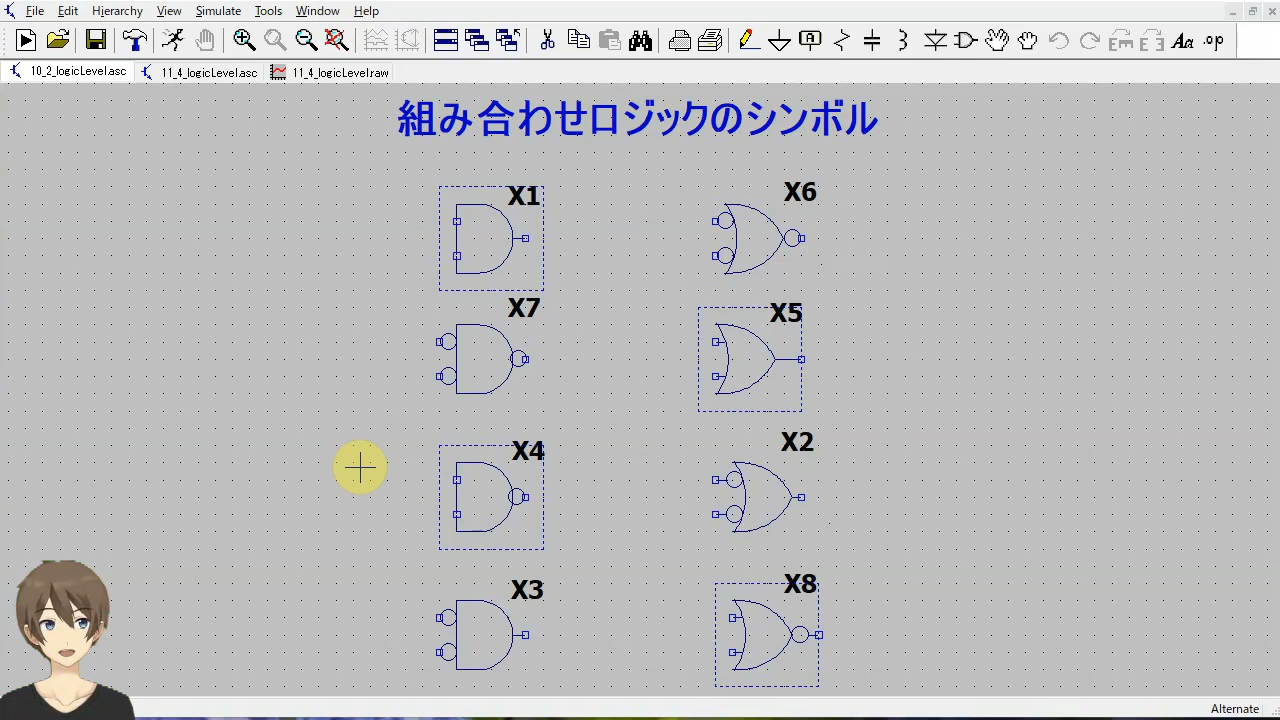 File Edit Hierarchy View Simulate Tools Window Help
.op
10_2_logicLevel.asc 11_4_logicLevel.asc 11_4_logicLevel.raw
組み合わせロジックのシンボル
X1 X6
X7 X5
X4 X2
X3 X8
Alternate